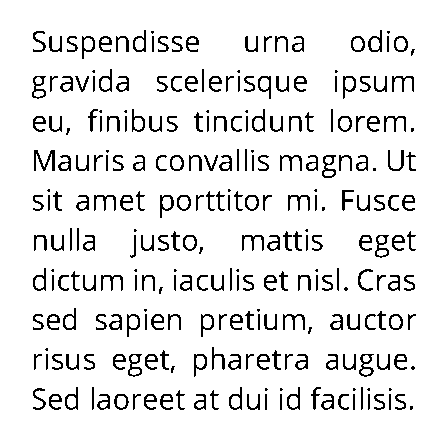 Suspendisse urna odio,
gravida scelerisque ipsum
eu, finibus tincidunt lorem.
Mauris a convallis magna. Ut
sit amet porttitor mi. Fusce
nulla justo, mattis eget
dictum in, iaculis et nisl. Cras
sed sapien pretium, auctor
risus eget, pharetra augue.
Sed laoreet at dui id facilisis.